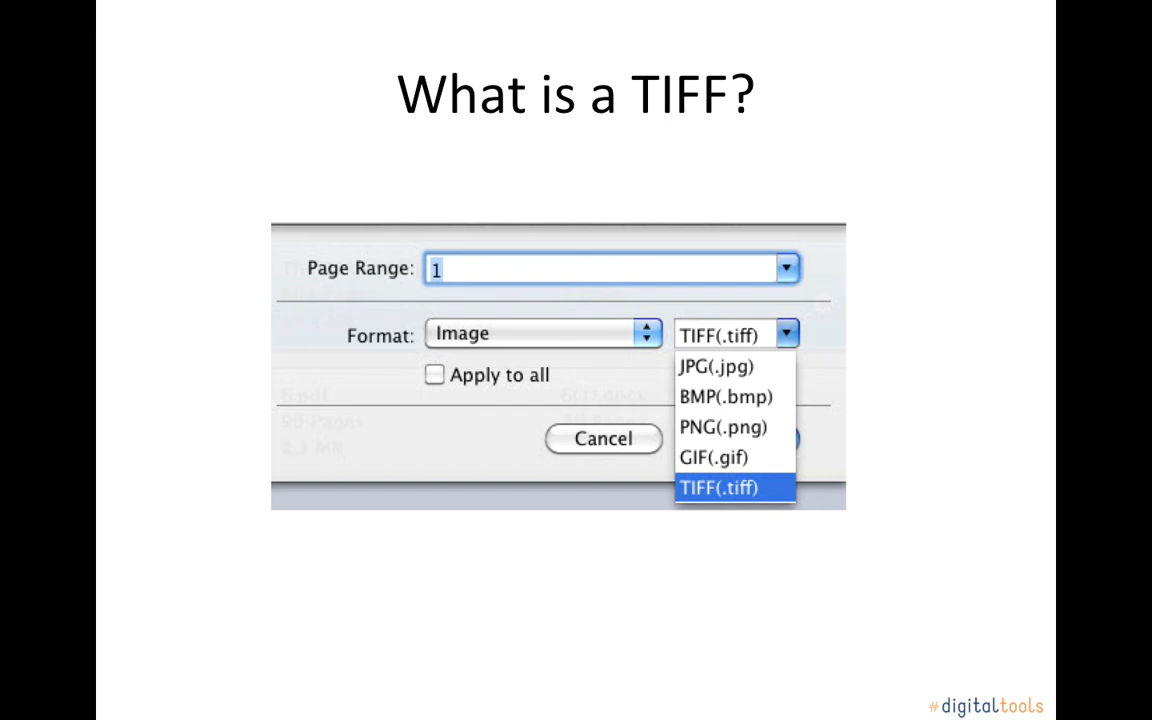 What is a TIFF?
Page Range: 1
Format: Image TIFF(.tiff)
JPG(.jpg)
Apply to all
BMP(.bmp)
PNG(.png)
Cancel
GIF(.gif)
TIFF(.tiff)
#digitaltools